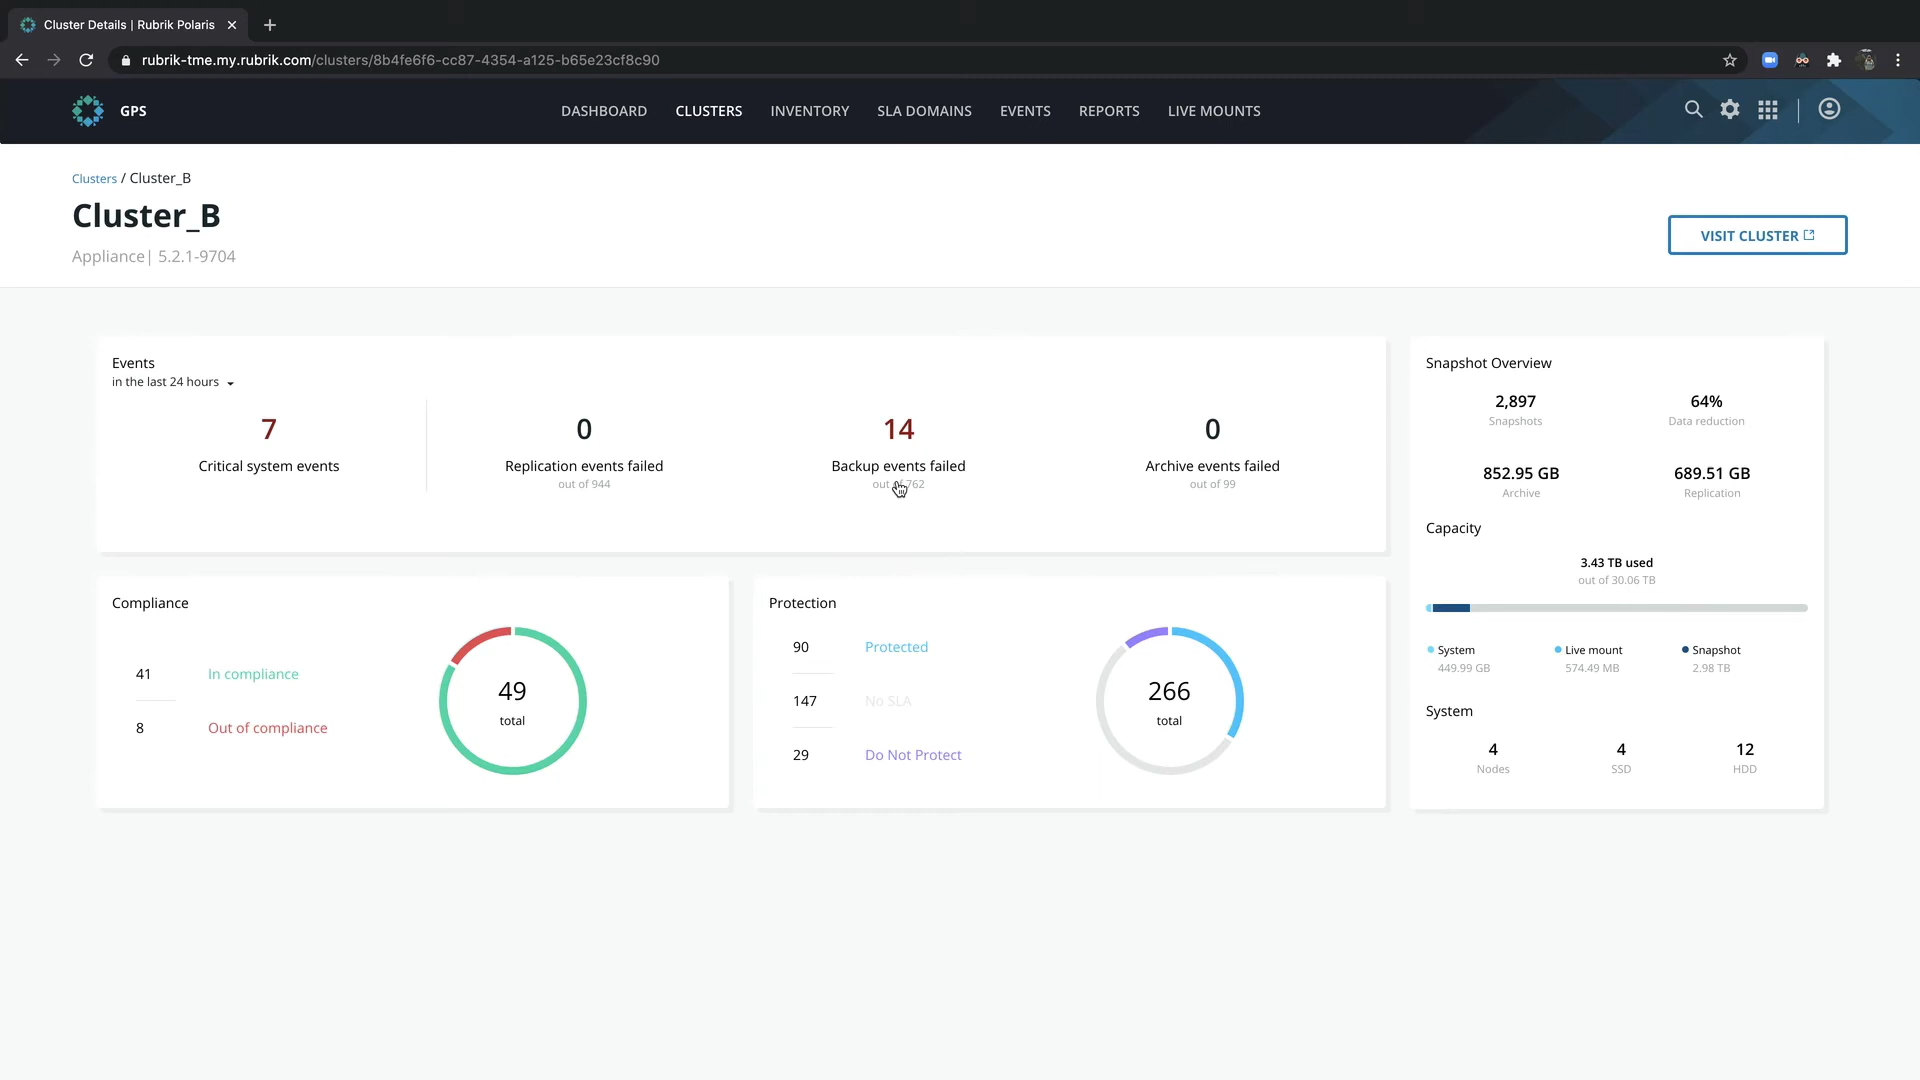 Cluster Details | Rubrik Polaris
rubrik-tme.my.rubrik.com/clusters/8b4fe6f6-cc87-4354-a125-b65e23cf8c90
GPS
DASHBOARD
CLUSTERS
INVENTORY
SLA DOMAINS
EVENTS
REPORTS
LIVE MOUNTS
Clusters / Cluster_B
Cluster_B
Appliance| 5.2.1-9704
VISIT CLUSTER
Events
in the last 24 hours
7
Critical system events
0
Replication events failed
out of 944
14
Backup events failed
out of 762
0
Archive events failed
out of 99
Compliance
41 In compliance
8 Out of compliance
49
total
Protection
90 Protected
147 No SLA
29 Do Not Protect
266
total
Snapshot Overview
2,897
Snapshots
64%
Data reduction
852.95 GB
Archive
689.51 GB
Replication
Capacity
3.43 TB used
out of 30.06 TB
System
449.99 GB
Live mount
574.49 MB
Snapshot
2.98 TB
System
4
Nodes
4
SSD
12
HDD